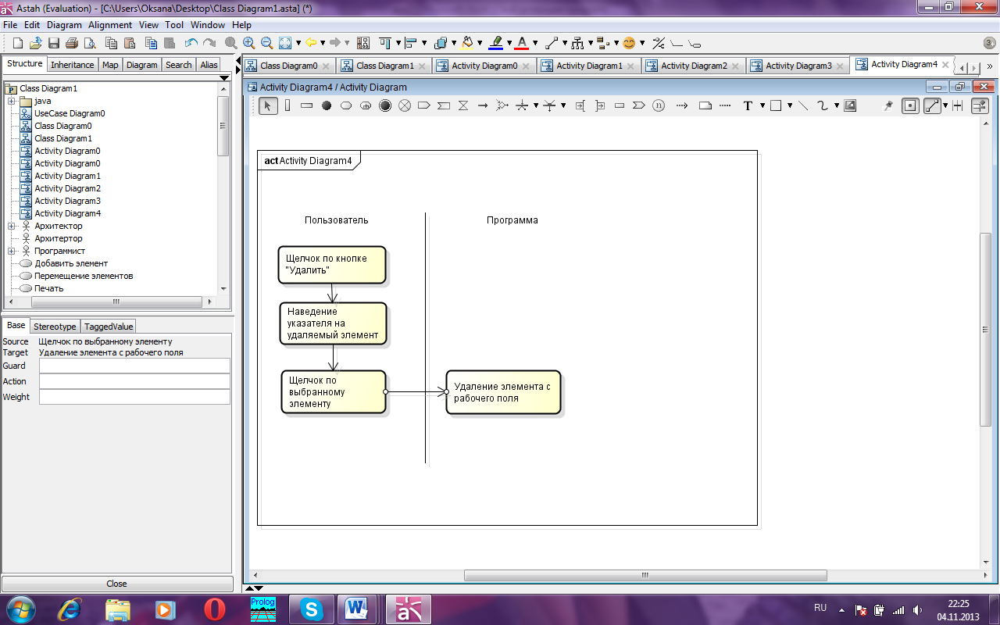 Astah (Evaluation) - [C:\Users\Oksana\Desktop\Class Diagram1.asta] (*)
File Edit Diagram Alignment View Tool Window Help
Structure Inheritance Map Diagram Search Alias
Class Diagram0 Class Diagram1 Activity Diagram0 Activity Diagram1 Activity Diagram2 Activity Diagram3 Activity Diagram4
Class Diagram1
java
UseCase Diagram0
Class Diagram0
Class Diagram1
Activity Diagram0
Activity Diagram0
Activity Diagram1
Activity Diagram2
Activity Diagram3
Activity Diagram4
Архитектор
Архитертор
Программист
Добавить элемент
Перемещение элементов
Печать
Base Stereotype TaggedValue
Source Щелчок по выбранному элементу
Target Удаление элемента с рабочего поля
Guard
Action
Weight
Close
Activity Diagram4 / Activity Diagram
act Activity Diagram4
Пользователь
Программа
Щелчок по кнопке
"Удалить"
Наведение
указателя на
удаляемый элемент
Щелчок по
выбранному
элементу
Удаление элемента с
рабочего поля
Prolog
RU
22:25
04.11.2013